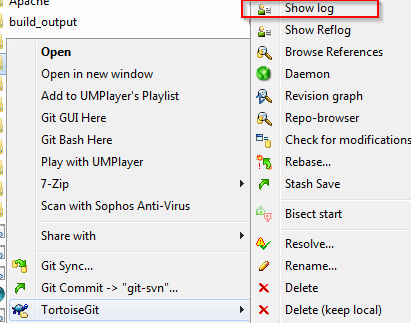 Apache
build_output
Open
Open in new window
Add to UMPlayer's Playlist
Git GUI Here
Git Bash Here
Play with UMPlayer
7-Zip
Scan with Sophos Anti-Virus
Share with
Git Sync...
Git Commit -> "git-svn"...
TortoiseGit
Show log
Show Reflog
Browse References
Daemon
Revision graph
Repo-browser
Check for modifications
Rebase...
Stash Save
Bisect start
Resolve...
Rename...
Delete
Delete (keep local)